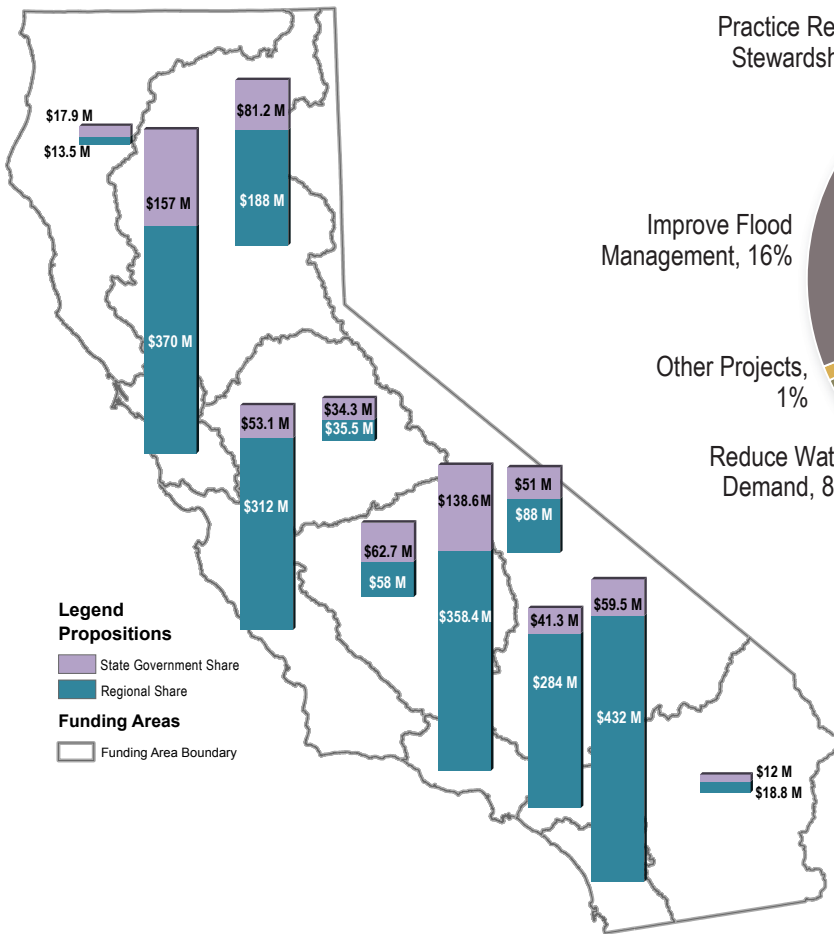 Practice Re
Stewardsh
$17.9 M
$13.5 M
$81.2 M
$188 M
$157 M
$370 M
Improve Flood
Management, 16%
Other Projects,
1%
Reduce Wat
Demand, 8
$53.1 M
$312 M
$34.3 M
$35.5 M
$138.6 M
$358.4 M
$51 M
$88 M
$62.7 M
$58 M
$41.3 M
$284 M
$59.5 M
$432 M
$12 M
$18.8 M
Legend
Propositions
State Government Share
Regional Share
Funding Areas
Funding Area Boundary